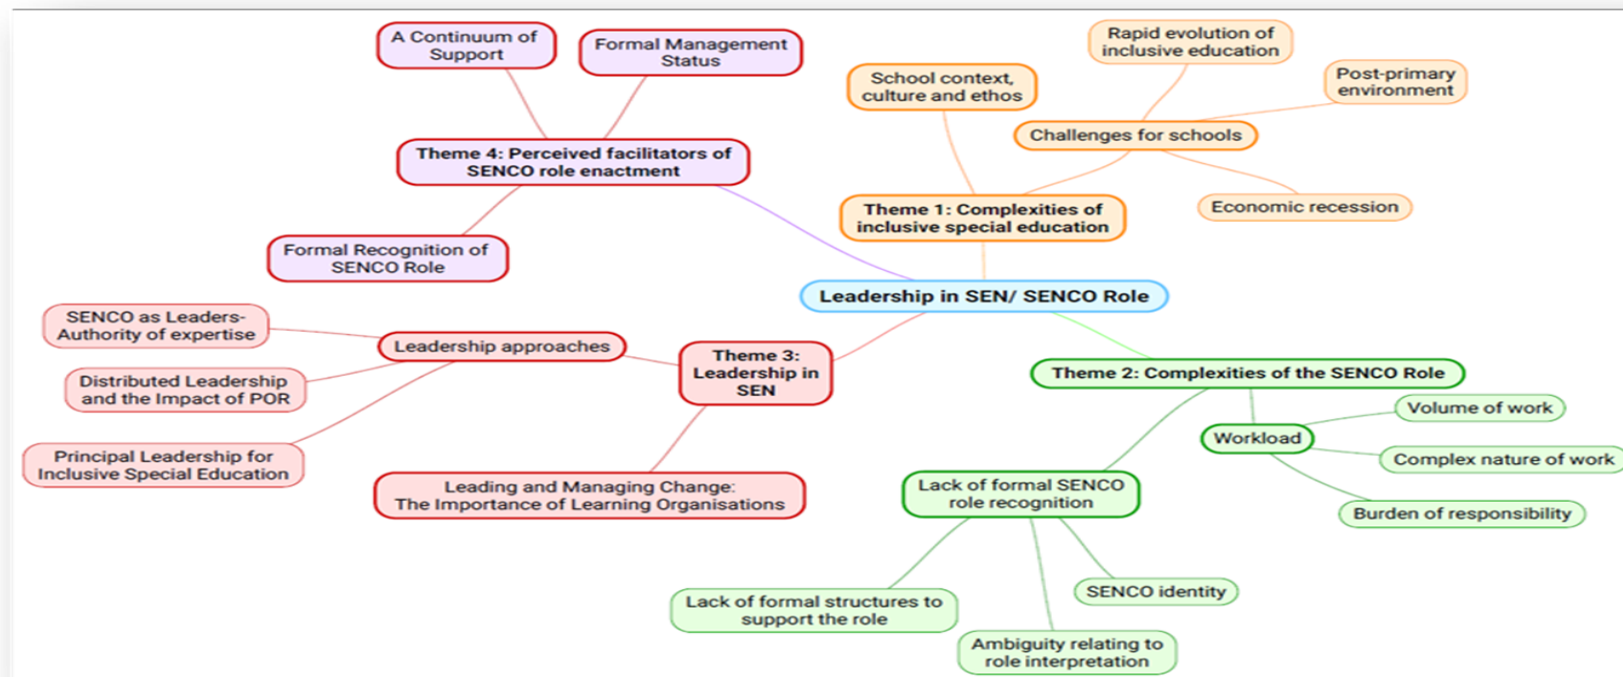 A Continuum of
Support
Formal Management
Status
Theme 4: Perceived facilitators of
SENCO role enactment
Formal Recognition of
SENCO Role
Rapid evolution of
inclusive education
School context,
culture and ethos
Post-primary
environment
Challenges for schools
Economic recession
Theme 1: Complexities of
inclusive special education
Leadership in SEN/ SENCO Role
SENCO as Leaders-
Authority of expertise
Leadership approaches
Distributed Leadership
and the Impact of POR
Principal Leadership for
Inclusive Special Education
Theme 3:
Leadership in
SEN
Leading and Managing Change:
The Importance of Learning Organisations
Theme 2: Complexities of the SENCO Role
Workload
Volume of work
Complex nature of work
Burden of responsibility
Lack of formal SENCO
role recognition
Lack of formal structures to
support the role
Ambiguity relating to
role interpretation
SENCO identity